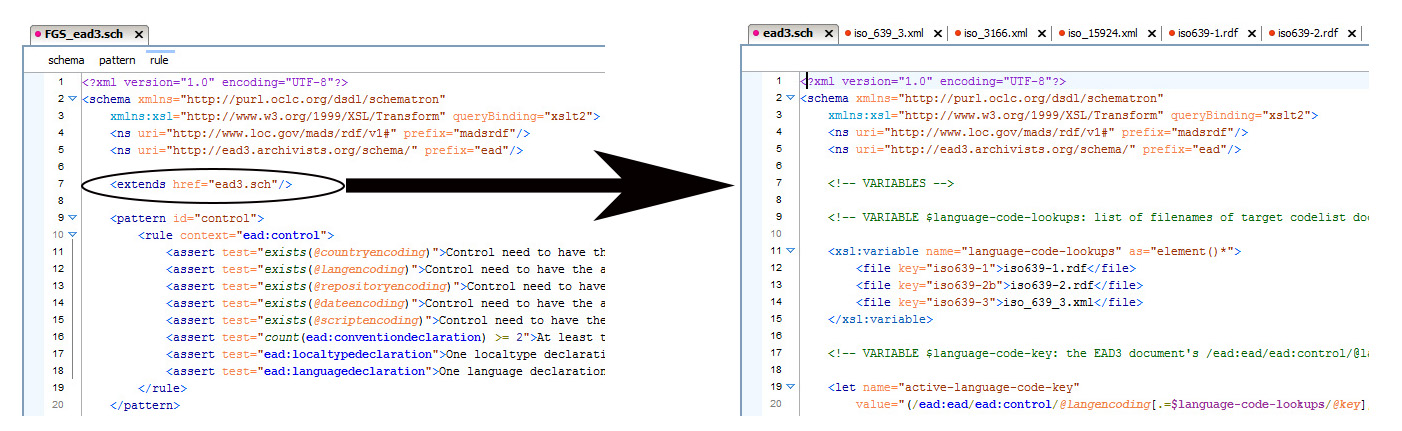 FGS_ead3.sch
schema pattern rule
1 <?xml version="1.0" encoding="UTF-8"?>
2 <schema xmlns="http://purl.oclc.org/dsdl/schematron"
3 xmlns:xsl="http://www.w3.org/1999/XSL/Transform" queryBinding="xslt2">
4 <ns uri="http://www.loc.gov/mads/rdf/v1#" prefix="madsrdf"/>
5 <ns uri="http://ead3.archivists.org/schema/" prefix="ead"/>
6
7 <extends href="ead3.sch"/>
8
9 <pattern id="control">
10 <rule context="ead:control">
11 <assert test="exists(@countryencoding)">Control need to have th
12 <assert test="exists(@langencoding)">Control need to have the a
13 <assert test="exists(@repositoryencoding)">Control need to have
14 <assert test="exists(@dateencoding)">Control need to have the a
15 <assert test="exists(@scriptencoding)">Control need to have the
16 <assert test="count(ead:conventiondeclaration) >= 2">At least t
17 <assert test="ead:localtypedeclaration">One localtype declarati
18 <assert test="ead:languagedeclaration">One language declaration
19 </rule>
20 </pattern>
ead3.sch iso_639_3.xml iso_3166.xml iso_15924.xml iso639-1.rdf iso639-2.rdf
1 <?xml version="1.0" encoding="UTF-8"?>
2 <schema xmlns="http://purl.oclc.org/dsdl/schematron"
3 xmlns:xsl="http://www.w3.org/1999/XSL/Transform" queryBinding="xslt2">
4 <ns uri="http://www.loc.gov/mads/rdf/v1#" prefix="madsrdf"/>
5 <ns uri="http://ead3.archivists.org/schema/" prefix="ead"/>
6
7 <!-- VARIABLES -->
8
9 <!-- VARIABLE $language-code-lookups: list of filenames of target codelist doc
10
11 <xsl:variable name="language-code-lookups" as="element()*">
12 <file key="iso639-1">iso639-1.rdf</file>
13 <file key="iso639-2b">iso639-2.rdf</file>
14 <file key="iso639-3">iso_639_3.xml</file>
15 </xsl:variable>
16
17 <!-- VARIABLE $language-code-key: the EAD3 document's /ead:ead/ead:control/@la
18
19 <let name="active-language-code-key"
20 value="(/ead:ead/ead:control/@langencoding[.=$language-code-lookups/@key]